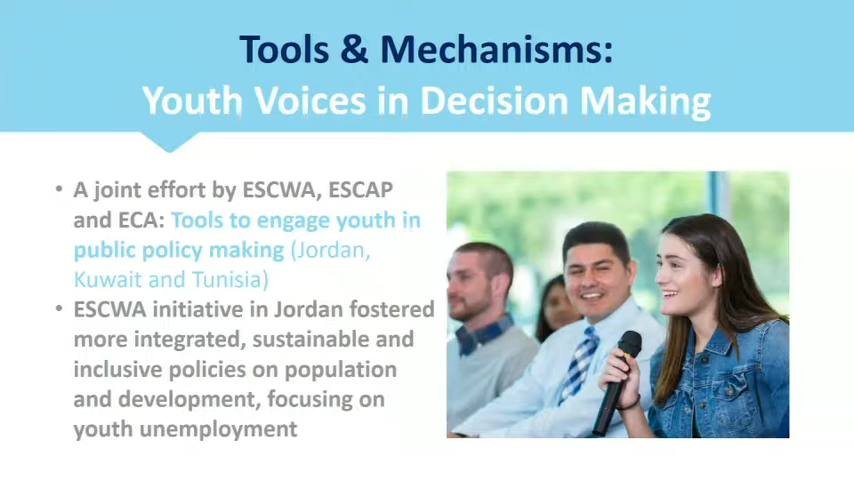 Tools & Mechanisms:
Youth Voices in Decision Making
• A joint effort by ESCWA, ESCAP
and ECA: Tools to engage youth in
public policy making (Jordan,
Kuwait and Tunisia)
• ESCWA initiative in Jordan fostered
more integrated, sustainable and
inclusive policies on population
and development, focusing on
youth unemployment